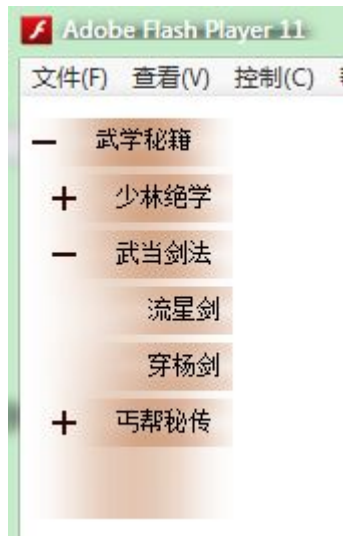 Adobe Flash Player 11
文件(F) 查看(V) 控制(C)
— 武学秘籍
+ 少林绝学
— 武当剑法
流星剑
穿杨剑
+ 丐帮秘传